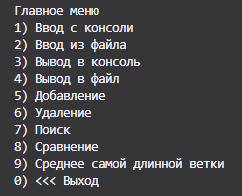 Главное меню
1) Ввод с консоли
2) Ввод из файла
3) Вывод в консоль
4) Вывод в файл
5) Добавление
6) Удаление
7) Поиск
8) Сравнение
9) Среднее самой длинной ветки
0) <<< Выход